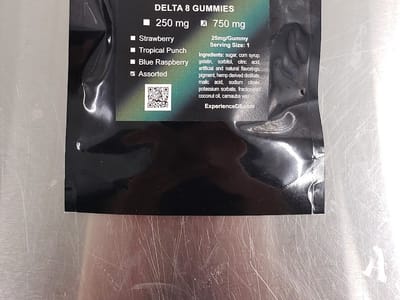 DELTA 8 GUMMIES
250 mg 750 mg
Strawberry
Tropical Punch
Blue Raspberry
Assorted
25mg/Gummy
Serving Size: 1
Ingredients: sugar, corn syrup,
gelatin, sorbitol, citric acid,
artificial and natural flavorings,
pigment, hemp derived distillate,
malic acid, sodium citrate,
potassium sorbate, fractionated
coconut oil, carnauba wax